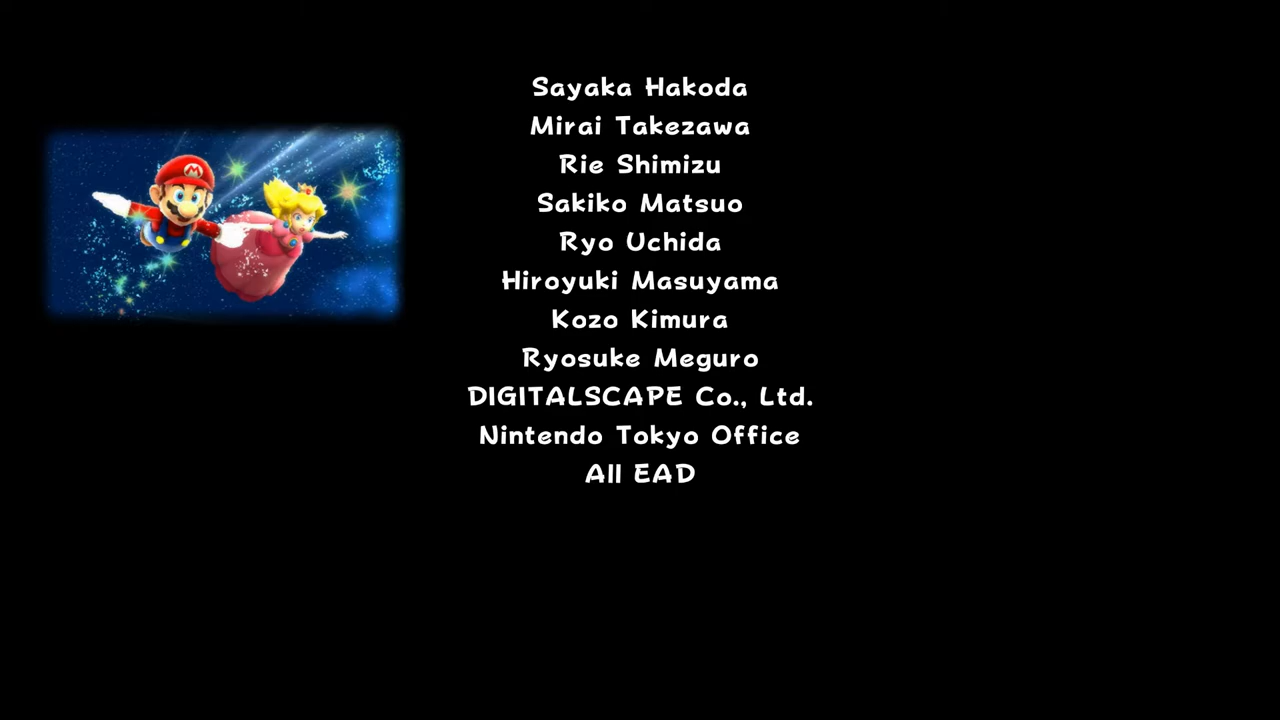 Sayaka Hakoda
Mirai Takezawa
Rie Shimizu
Sakiko Matsuo
Ryo Uchida
Hiroyuki Masuyama
Kozo Kimura
Ryosuke Meguro
DIGITALSCAPE Co., Ltd.
Nintendo Tokyo Office
All EAD